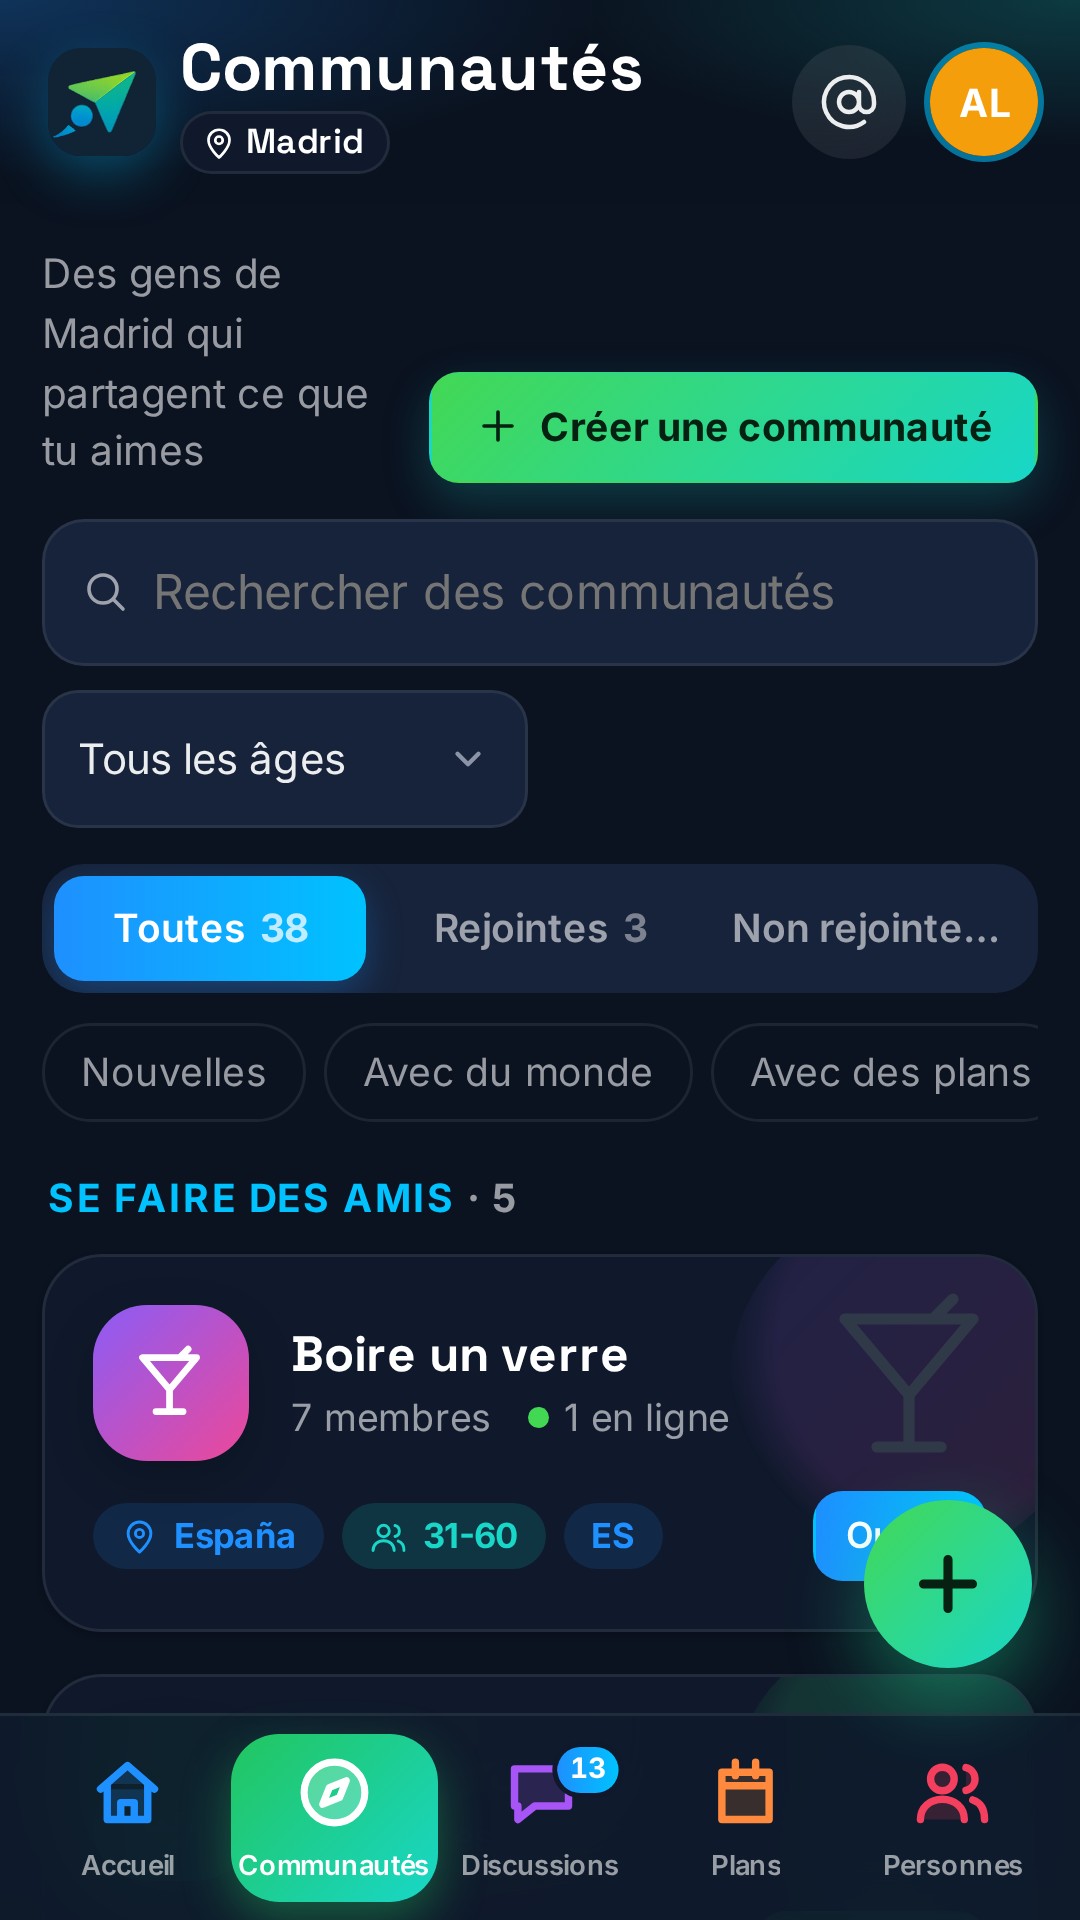 Communautés
Madrid
AL
Des gens de
Madrid qui
partagent ce que
tu aimes
Créer une communauté
Rechercher des communautés
Tous les âges
Toutes 38
Rejointes 3
Non rejointe...
Nouvelles
Avec du monde
Avec des plans
SE FAIRE DES AMIS · 5
Boire un verre
7 membres
1 en ligne
España
31-60
ES
13
Accueil
Communautés
Discussions
Plans
Personnes